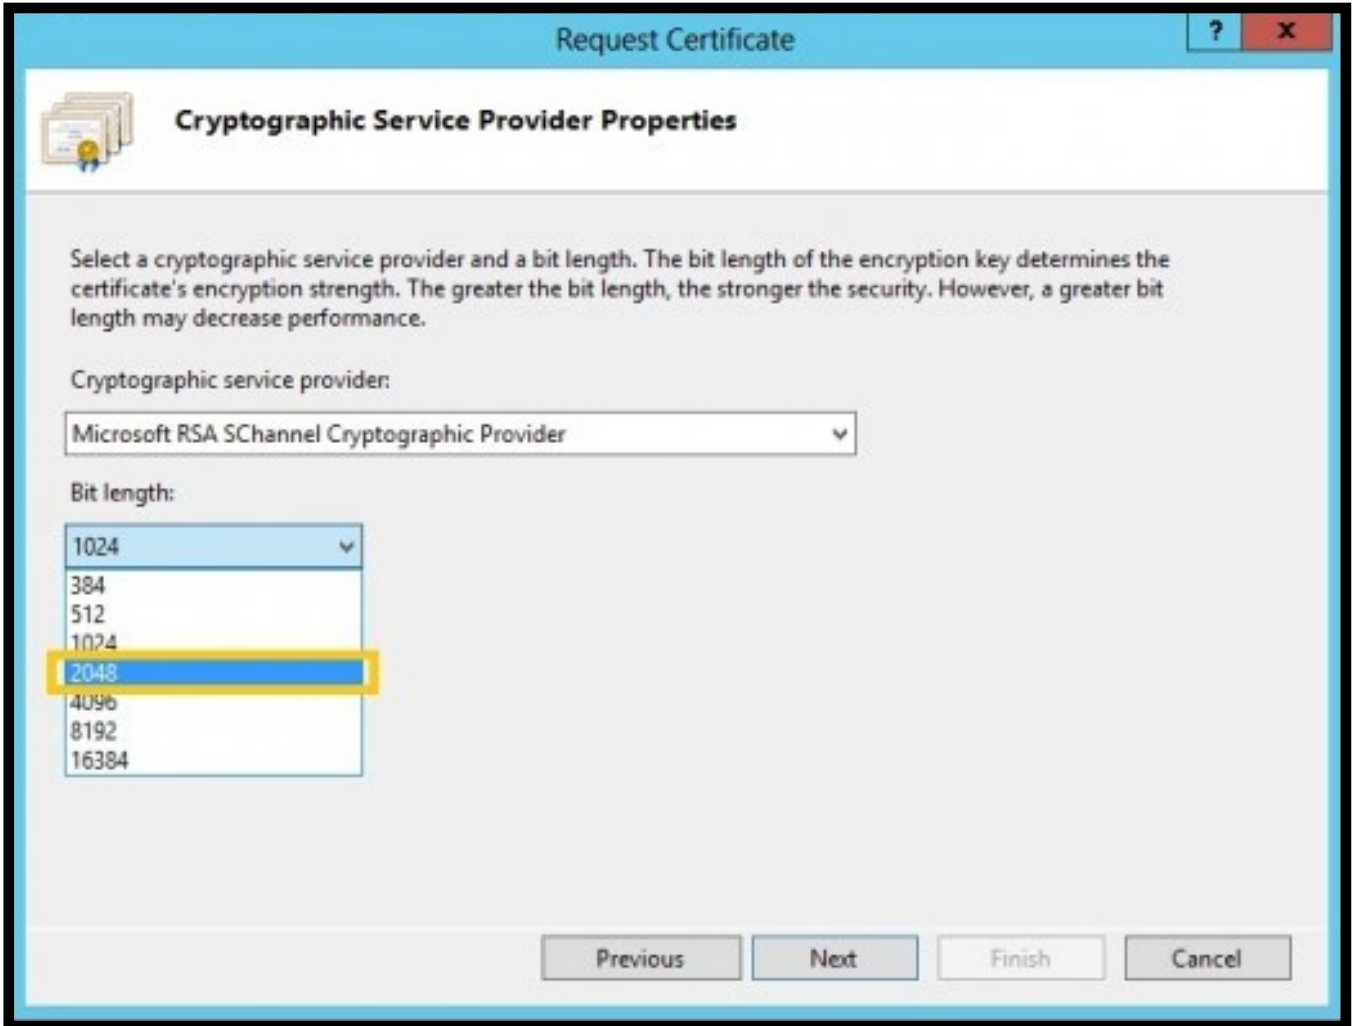 Request Certificate
?
x
Cryptographic Service Provider Properties
Select a cryptographic service provider and a bit length. The bit length of the encryption key determines the
certificate's encryption strength. The greater the bit length, the stronger the security. However, a greater bit
length may decrease performance.
Cryptographic service provider:
Microsoft RSA SChannel Cryptographic Provider
Bit length:
1024
384
512
1024
2048
4096
8192
16384
Previous Next Finish Cancel